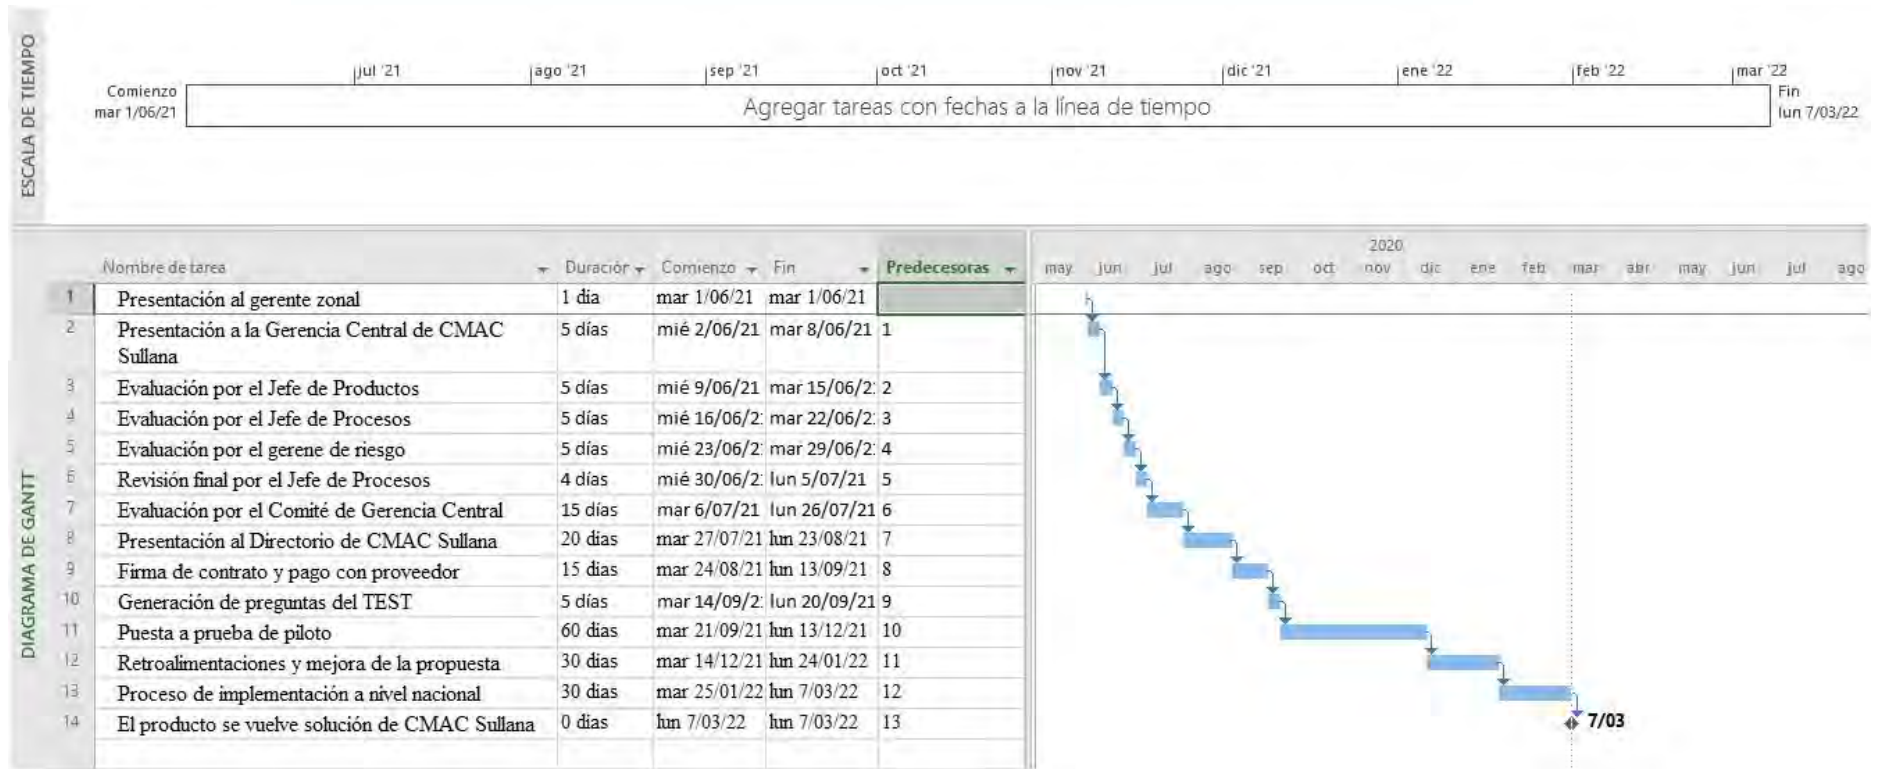 ESCALA DE TIEMPO
jul '21 ago '21 sep '21 oct '21 nov '21 dic '21 ene '22 feb '22 mar '22
Comienzo
mar 1/06/21
Agregar tareas con fechas a la línea de tiempo
Fin
lun 7/03/22
DIAGRAMA DE GANTT
2020
Nombre de tarea Duración Comienzo Fin Predecesoras may jun jul ago sep oct nov dic ene feb mar abr may jun jul ago
1 Presentación al gerente zonal 1 dia mar 1/06/21 mar 1/06/21
2 Presentación a la Gerencia Central de CMAC Sullana 5 días mié 2/06/21 mar 8/06/21 1
3 Evaluación por el Jefe de Productos 5 días mié 9/06/21 mar 15/06/2 2
4 Evaluación por el Jefe de Procesos 5 días mié 16/06/2 mar 22/06/2 3
5 Evaluación por el gerene de riesgo 5 días mié 23/06/2 mar 29/06/2 4
6 Revisión final por el Jefe de Procesos 4 días mié 30/06/2 lun 5/07/21 5
7 Evaluación por el Comité de Gerencia Central 15 días mar 6/07/21 lun 26/07/21 6
8 Presentación al Directorio de CMAC Sullana 20 dias mar 27/07/21 lun 23/08/21 7
9 Firma de contrato y pago con proveedor 15 dias mar 24/08/21 lun 13/09/21 8
10 Generación de preguntas del TEST 5 días mar 14/09/2 lun 20/09/21 9
11 Puesta a prueba de piloto 60 dias mar 21/09/21 lun 13/12/21 10
12 Retroalimentaciones y mejora de la propuesta 30 dias mar 14/12/21 lun 24/01/22 11
13 Proceso de implementación a nivel nacional 30 dias mar 25/01/22 lun 7/03/22 12
14 El producto se vuelve solución de CMAC Sullana 0 dias lun 7/03/22 lun 7/03/22 13
7/03